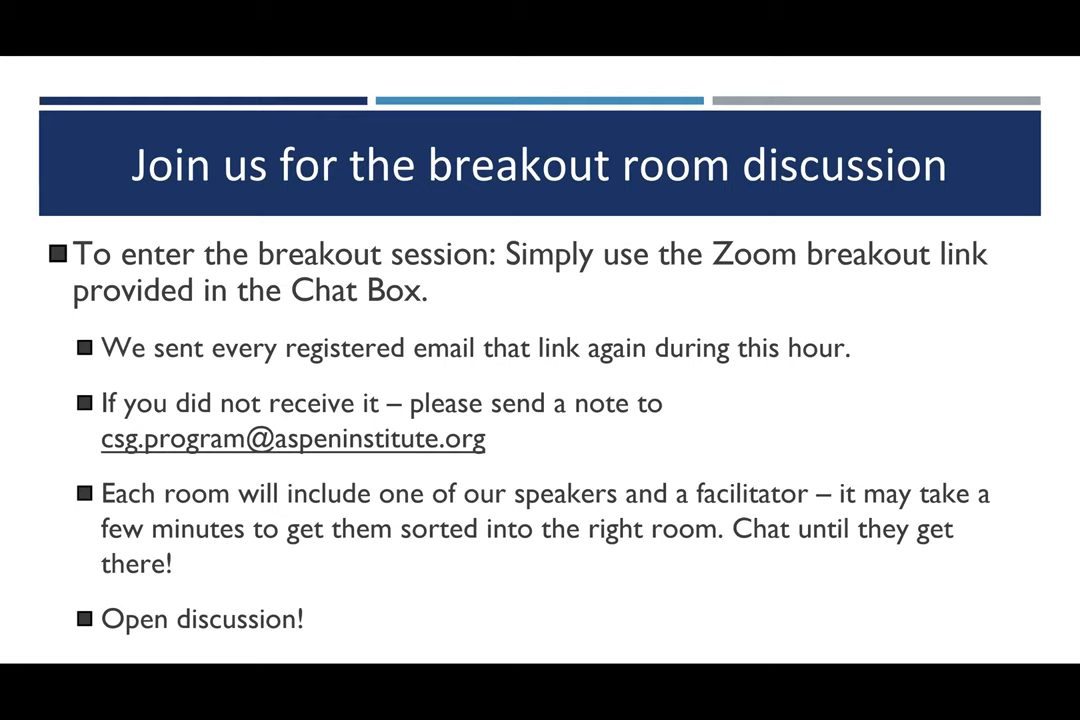 Join us for the breakout room discussion
To enter the breakout session: Simply use the Zoom breakout link
provided in the Chat Box.
We sent every registered email that link again during this hour.
If you did not receive it – please send a note to
csg.program@aspeninstitute.org
Each room will include one of our speakers and a facilitator – it may take a
few minutes to get them sorted into the right room. Chat until they get
there!
Open discussion!